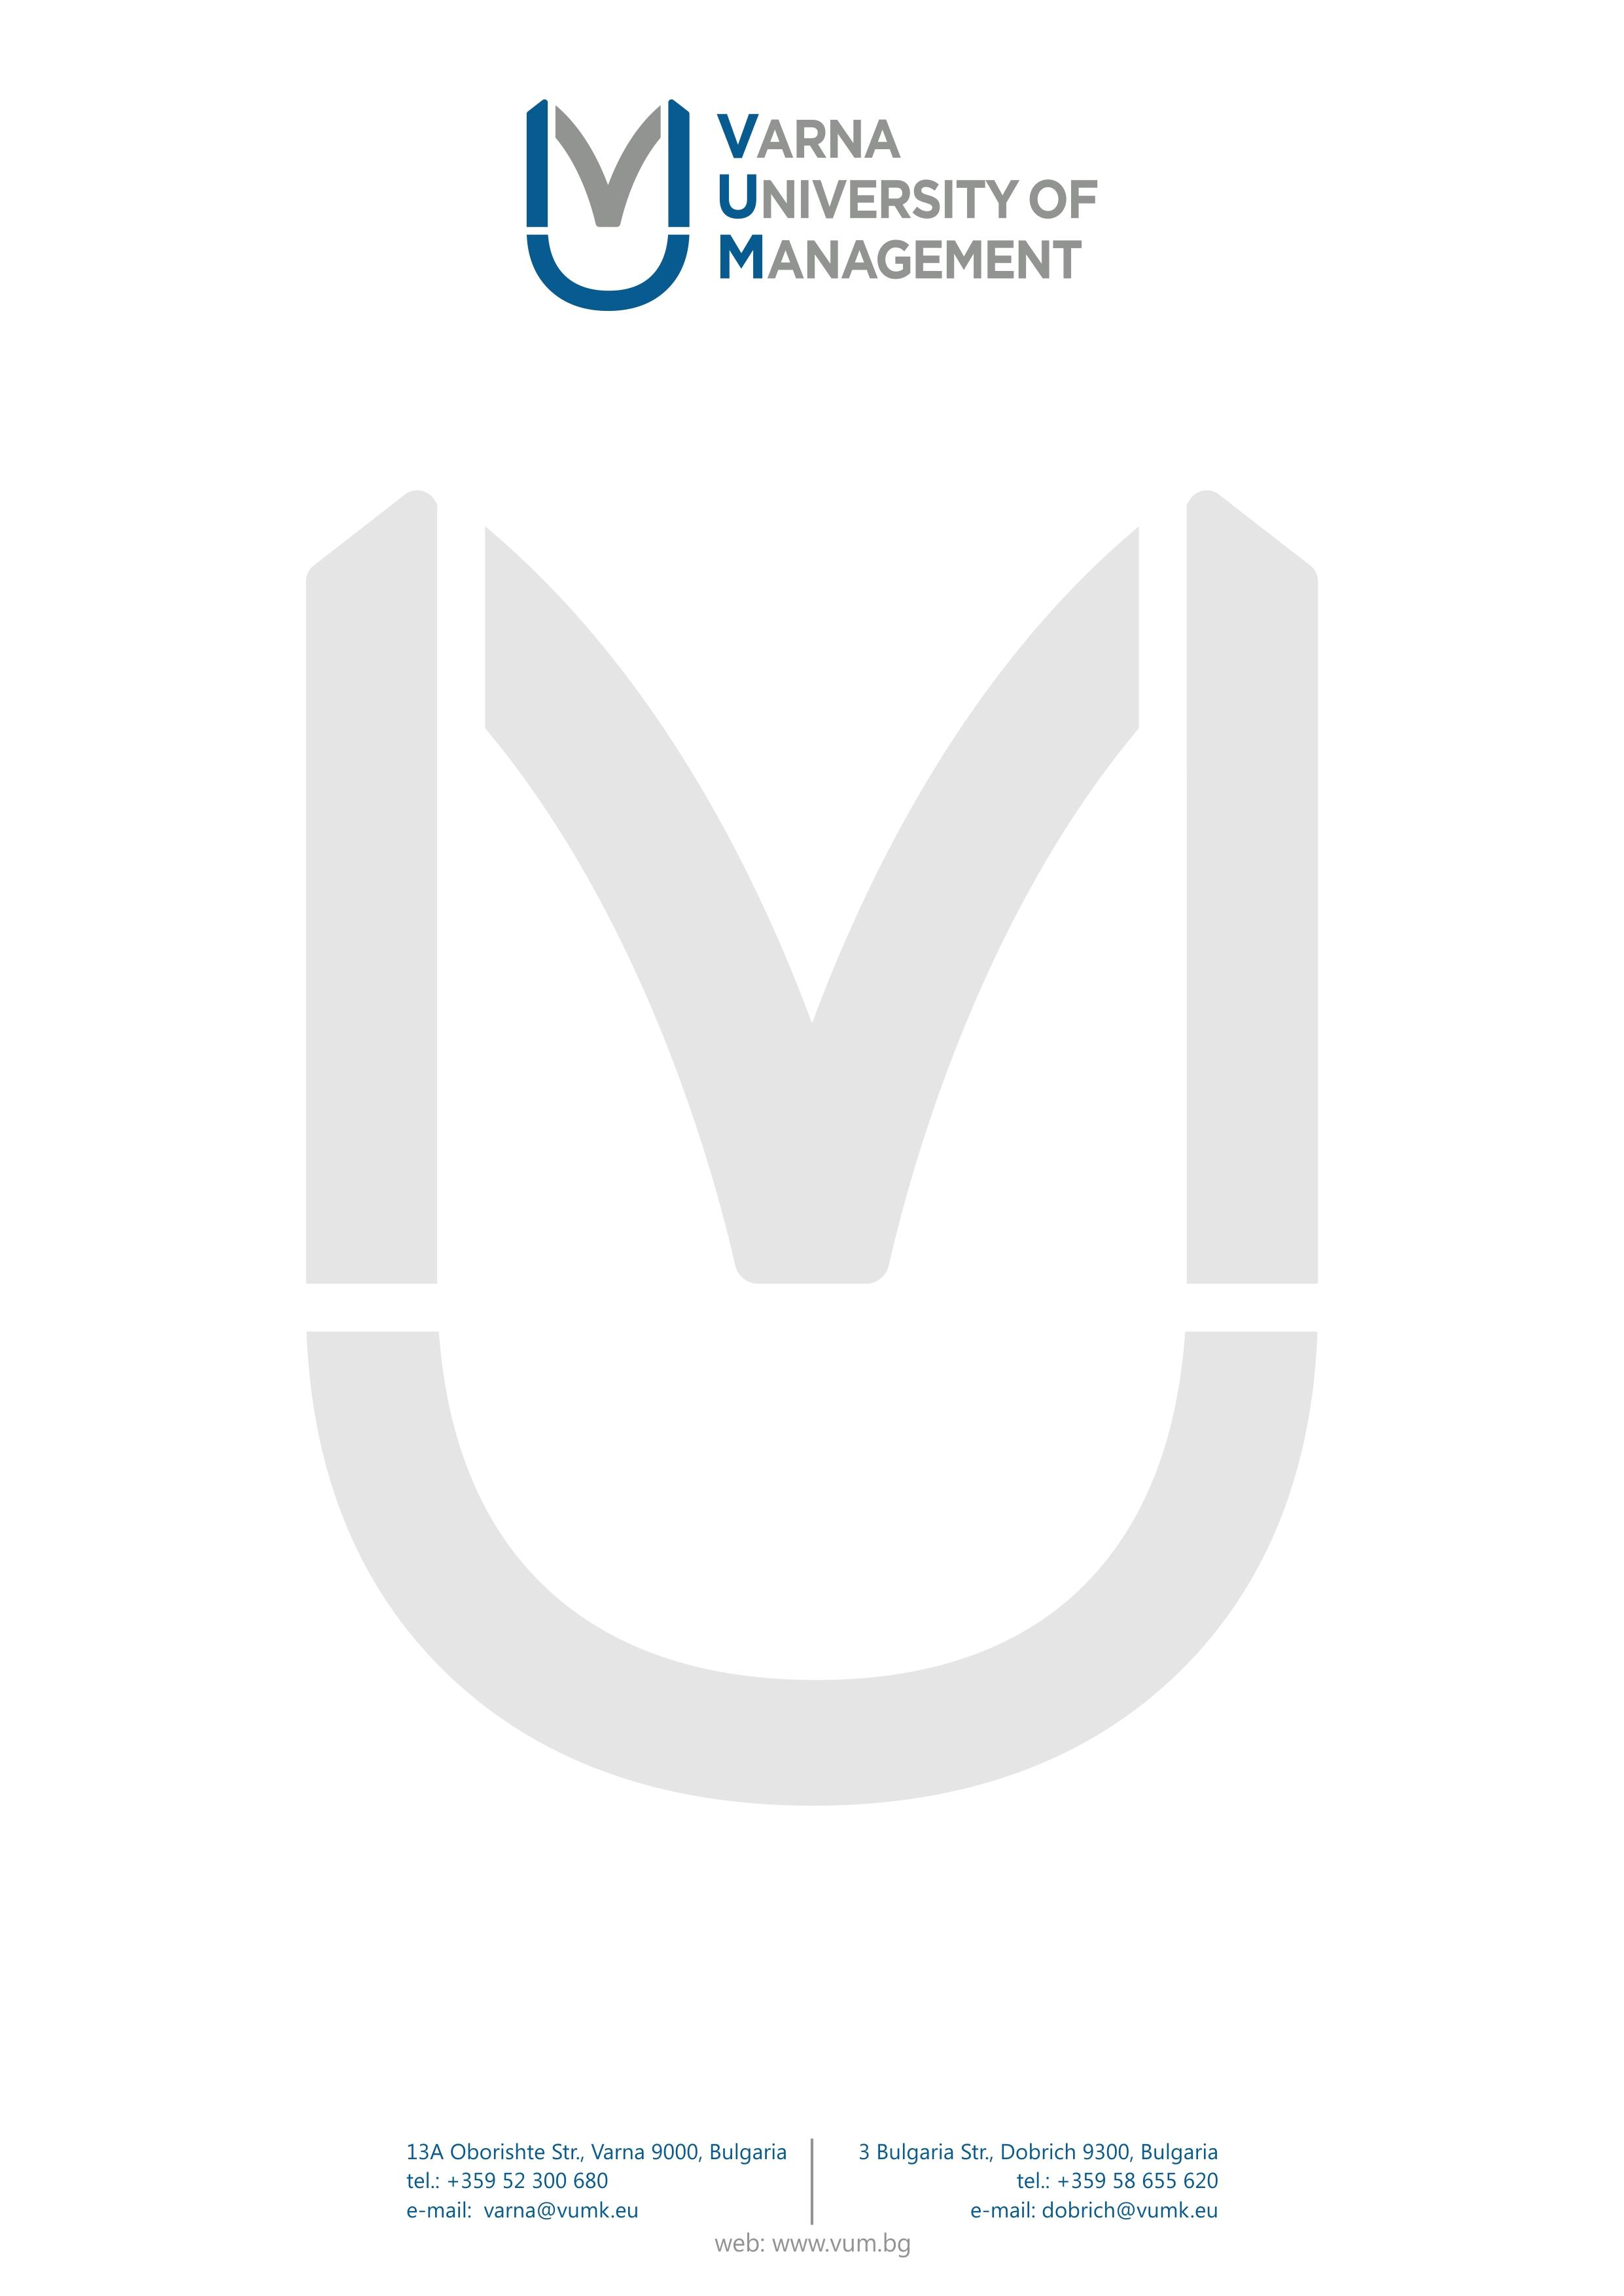 VARNA
UNIVERSITY OF
MANAGEMENT
13A Oborishte Str., Varna 9000, Bulgaria
tel.: +359 52 300 680
e-mail: varna@vumk.eu
3 Bulgaria Str., Dobrich 9300, Bulgaria
tel.: +359 58 655 620
e-mail: dobrich@vumk.eu
web: www.vum.bg